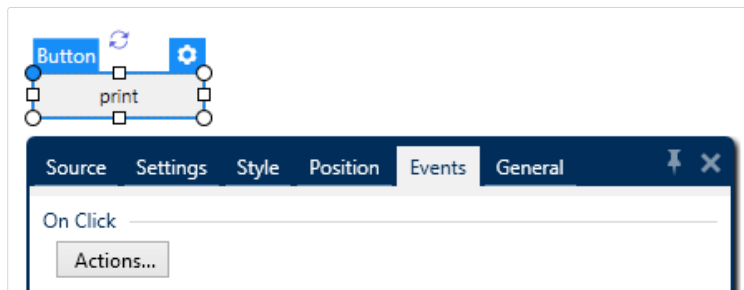 Button
print
Source Settings Style Position Events General
On Click
Actions...